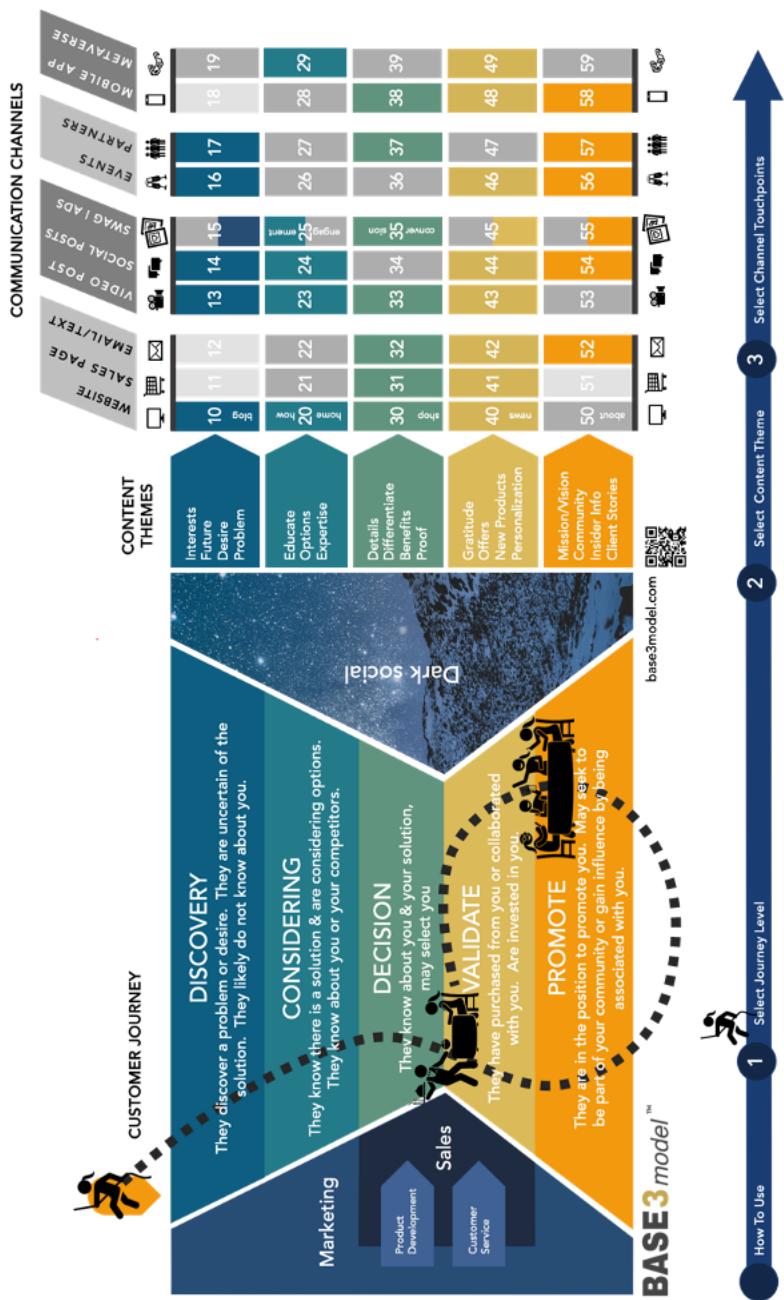 CUSTOMER JOURNEY
CONTENT
THEMES
COMMUNICATION CHANNELS
WEBSITE
SALES PAGE
EMAIL/TEXT
VIDEO POST
SOCIAL POSTS
SWAG | ADS
EVENTS
PARTNERS
MOBILE APP
METAVERSE
Marketing
Sales
Product
Development
Customer
Service
DISCOVERY
They discover a problem or desire. They are uncertain of the
solution. They likely do not know about you.
CONSIDERING
They know there is a solution & are considering options.
They know about you or your competitors.
DECISION
They know about you & your solution,
may select you
VALIDATE
They have purchased from you or collaborated
with you. Are invested in you.
PROMOTE
They are in the position to promote you. May seek to
be part of your community or gain influence by being
associated with you.
Dark social
Interests
Future
Desire
Problem
10 blog 11 12 13 14 15 16 17 18 19
Educate
Options
Expertise
20 home how 21 22 23 24 25 engag ement 26 27 28 29
Details
Differentiate
Benefits
Proof
30 shop 31 32 33 34 35 conver sion 36 37 38 39
Gratitude
Offers
New Products
Personalization
40 news 41 42 43 44 45 46 47 48 49
Mission/Vision
Community
Insider Info
Client Stories
50 about 51 52 53 54 55 56 57 58 59
BASE3model™
base3model.com
How To Use
1
Select Journey Level
2
Select Content Theme
3
Select Channel Touchpoints